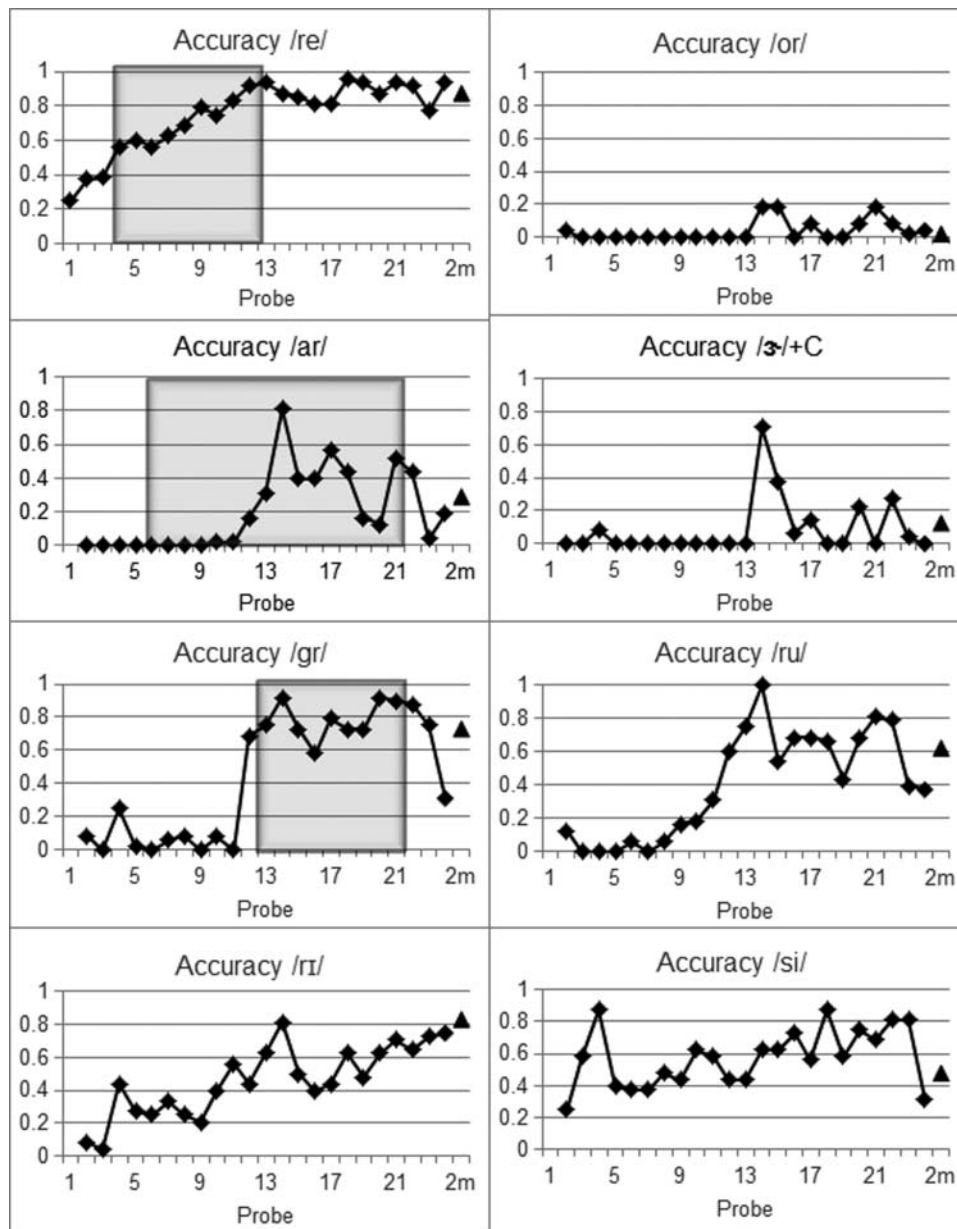 Accuracy /re/
1
0.8
0.6
0.4
0.2
0
1 5 9 13 17 21 2m
Probe
Accuracy /or/
1
0.8
0.6
0.4
0.2
0
1 5 9 13 17 21 2m
Probe
Accuracy /ar/
1
0.8
0.6
0.4
0.2
0
1 5 9 13 17 21 2m
Probe
Accuracy /ɝ/+C
1
0.8
0.6
0.4
0.2
0
1 5 9 13 17 21 2m
Probe
Accuracy /gr/
1
0.8
0.6
0.4
0.2
0
1 5 9 13 17 21 2m
Probe
Accuracy /ru/
1
0.8
0.6
0.4
0.2
0
1 5 9 13 17 21 2m
Probe
Accuracy /rɪ/
1
0.8
0.6
0.4
0.2
0
1 5 9 13 17 21 2m
Probe
Accuracy /si/
1
0.8
0.6
0.4
0.2
0
1 5 9 13 17 21 2m
Probe